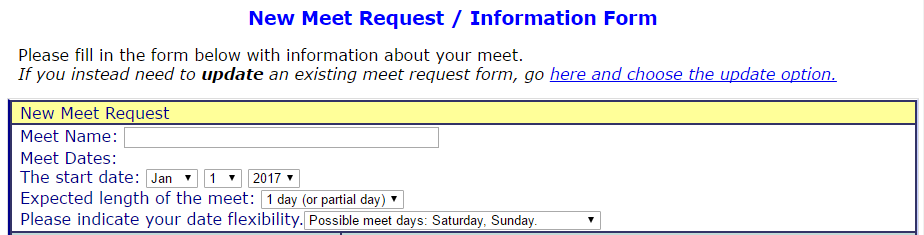 New Meet Request / Information Form
Please fill in the form below with information about your meet.
If you instead need to update an existing meet request form, go here and choose the update option.
New Meet Request
Meet Name:
Meet Dates:
The start date: Jan 1 2017
Expected length of the meet: 1 day (or partial day)
Please indicate your date flexibility. Possible meet days: Saturday, Sunday.